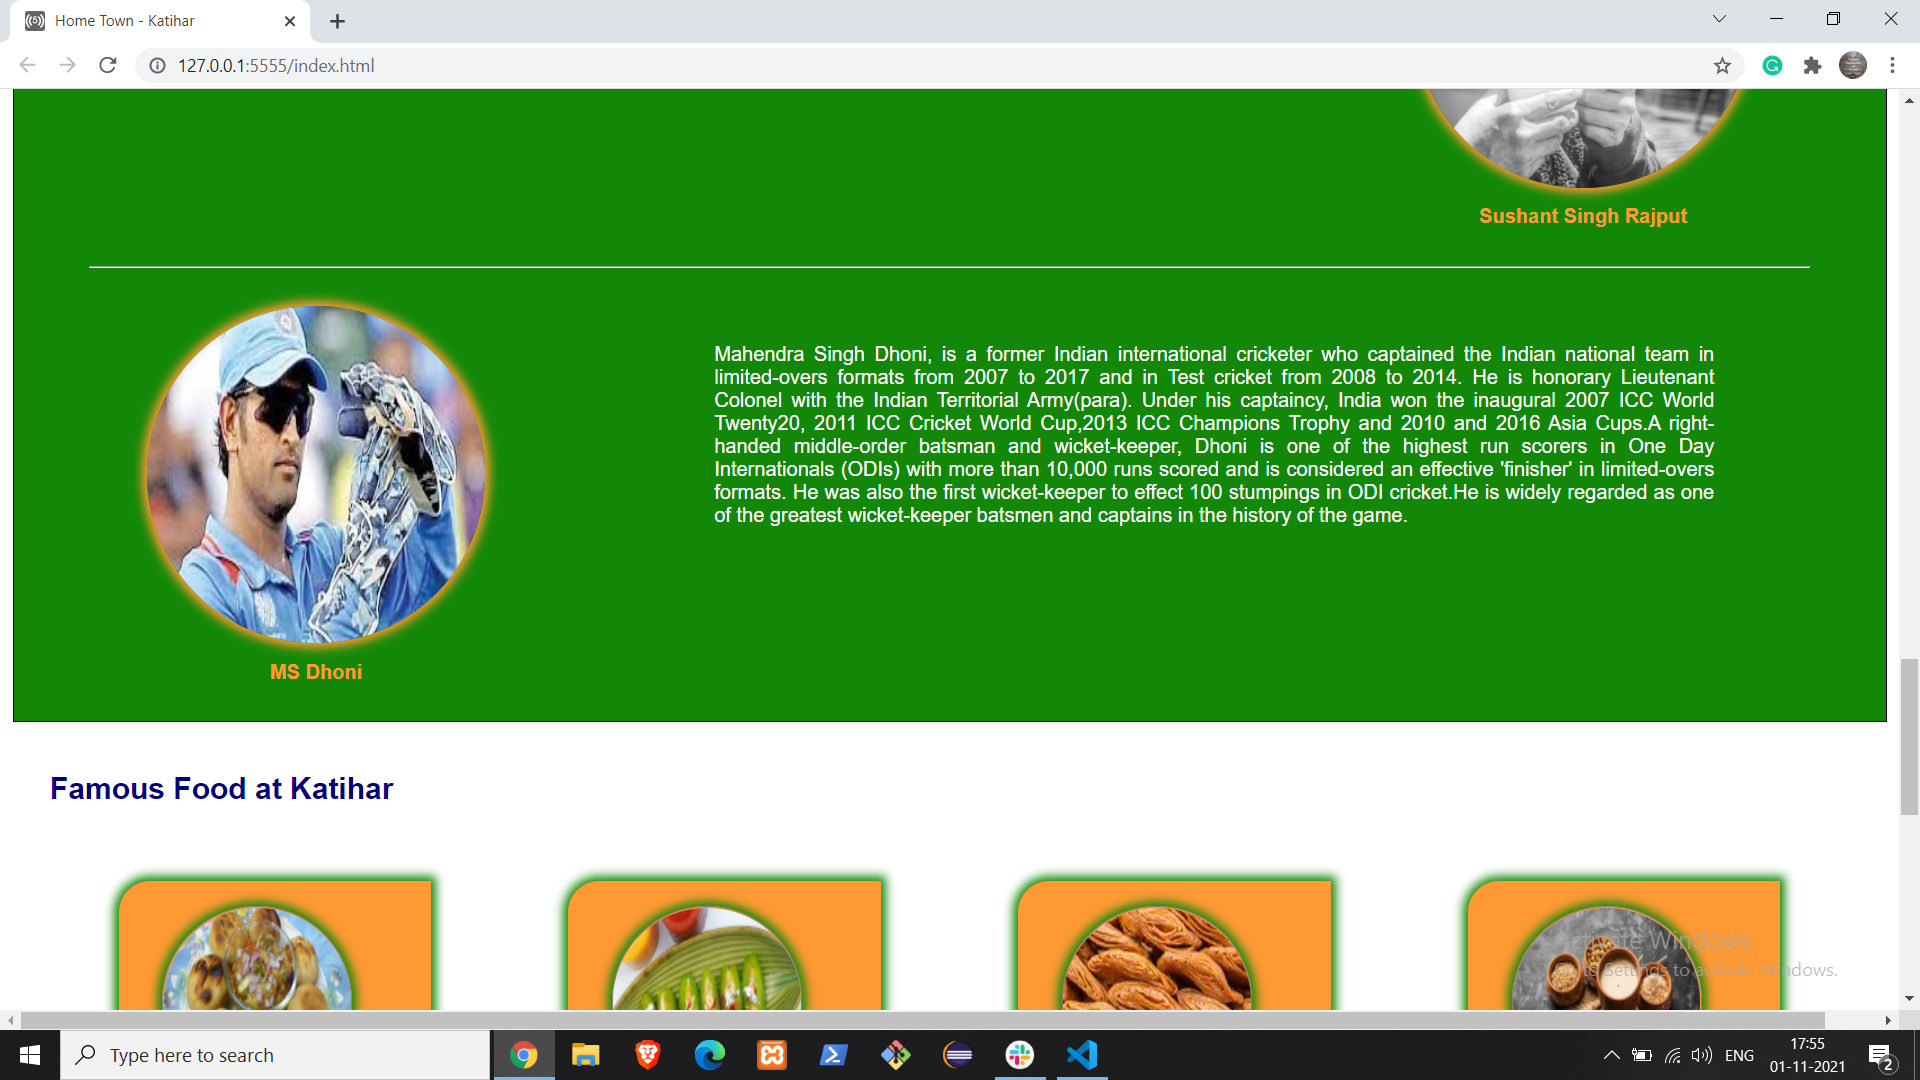 Home Town - Katihar
127.0.0.1:5555/index.html
Sushant Singh Rajput
Mahendra Singh Dhoni, is a former Indian international cricketer who captained the Indian national team in
limited-overs formats from 2007 to 2017 and in Test cricket from 2008 to 2014. He is honorary Lieutenant
Colonel with the Indian Territorial Army(para). Under his captaincy, India won the inaugural 2007 ICC World
Twenty20, 2011 ICC Cricket World Cup,2013 ICC Champions Trophy and 2010 and 2016 Asia Cups.A right-
handed middle-order batsman and wicket-keeper, Dhoni is one of the highest run scorers in One Day
Internationals (ODIs) with more than 10,000 runs scored and is considered an effective 'finisher' in limited-overs
formats. He was also the first wicket-keeper to effect 100 stumpings in ODI cricket.He is widely regarded as one
of the greatest wicket-keeper batsmen and captains in the history of the game.
MS Dhoni
Famous Food at Katihar
Activate Windows
Go to Settings to activate Windows.
Type here to search
ENG
17:55
01-11-2021
2